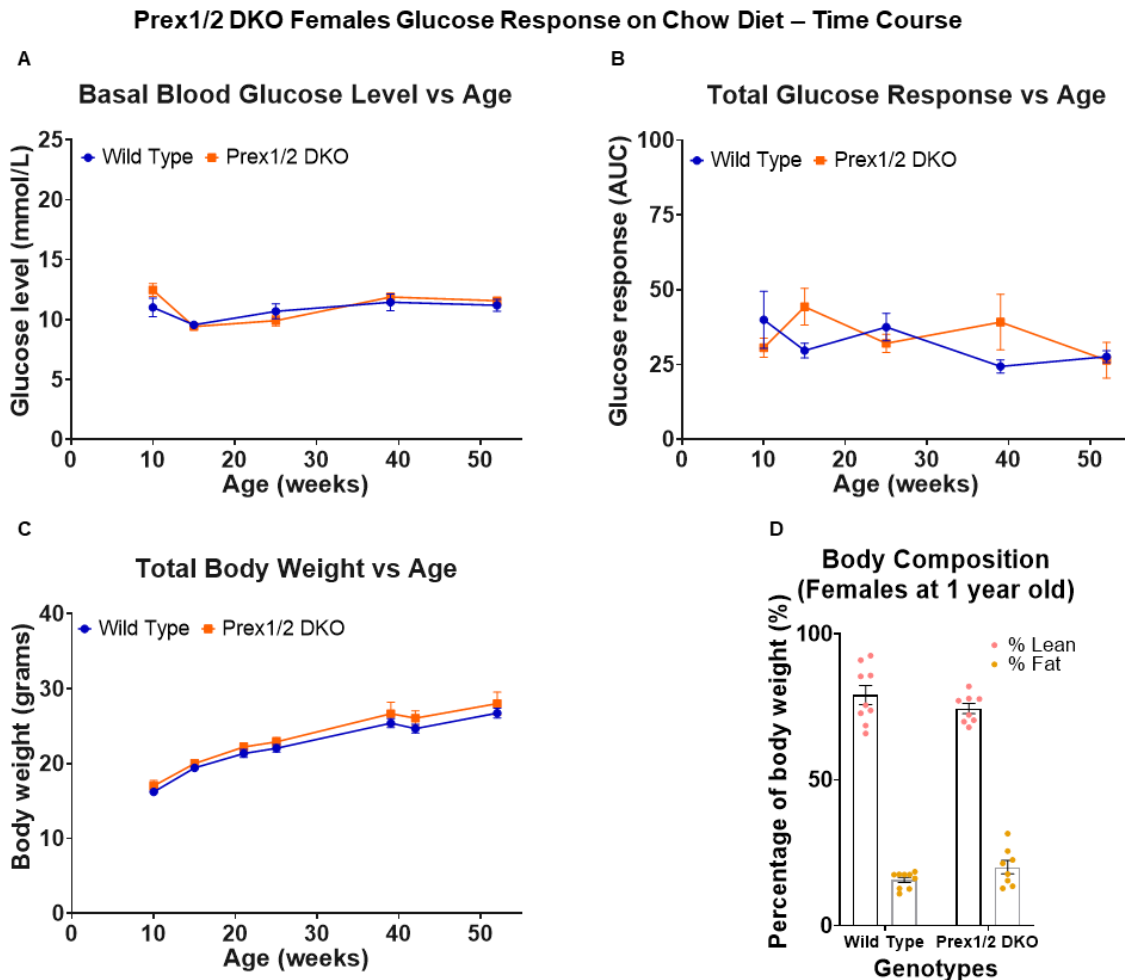 Prex1/2 DKO Females Glucose Response on Chow Diet – Time Course
A
Basal Blood Glucose Level vs Age
Wild Type
Prex1/2 DKO
Glucose level (mmol/L)
25
20
15
10
5
0
0 10 20 30 40 50
Age (weeks)
B
Total Glucose Response vs Age
Wild Type
Prex1/2 DKO
Glucose response (AUC)
100
75
50
25
0
0 10 20 30 40 50
Age (weeks)
C
Total Body Weight vs Age
Wild Type
Prex1/2 DKO
Body weight (grams)
40
30
20
10
0
0 10 20 30 40 50
Age (weeks)
D
Body Composition
(Females at 1 year old)
% Lean
% Fat
Percentage of body weight (%)
100
50
0
Wild Type
Prex1/2 DKO
Genotypes